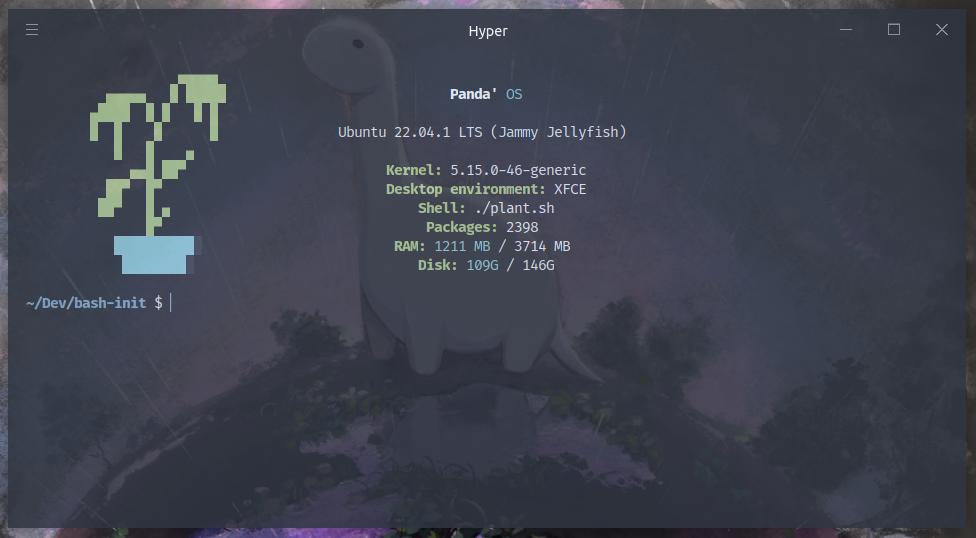 Hyper
Panda' OS
Ubuntu 22.04.1 LTS (Jammy Jellyfish)
Kernel: 5.15.0-46-generic
Desktop environment: XFCE
Shell: ./plant.sh
Packages: 2398
RAM: 1211 MB / 3714 MB
Disk: 109G / 146G
~/Dev/bash-init $